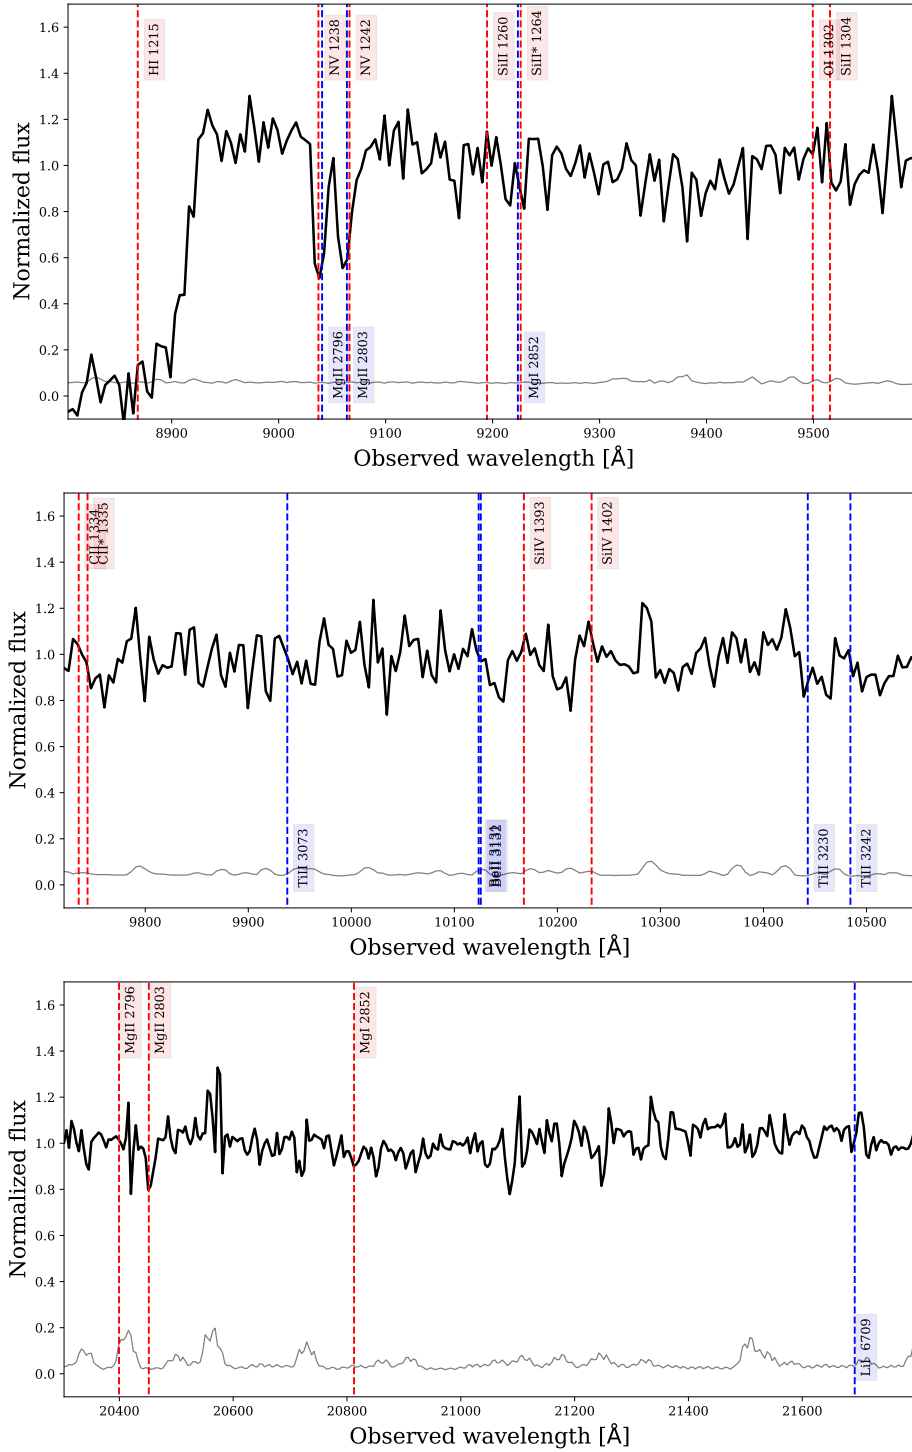 1.6
1.4
1.2
1.0
0.8
0.6
0.4
0.2
0.0
Normalized flux
HI 1215
NV 1238
NV 1242
SiII 1260
SiII* 1264
OI 1302
SiII 1304
MgII 2796
MgII 2803
MgI 2852
8900
9000
9100
9200
9300
9400
9500
Observed wavelength [Å]
1.6
1.4
1.2
1.0
0.8
0.6
0.4
0.2
0.0
Normalized flux
CII 1334
CII* 1335
SiIV 1393
SiIV 1402
TiII 3073
BeII 3132
TiII 3230
TiII 3242
9800
9900
10000
10100
10200
10300
10400
10500
Observed wavelength [Å]
1.6
1.4
1.2
1.0
0.8
0.6
0.4
0.2
0.0
Normalized flux
MgII 2796
MgII 2803
MgI 2852
6709
20400
20600
20800
21000
21200
21400
21600
Observed wavelength [Å]